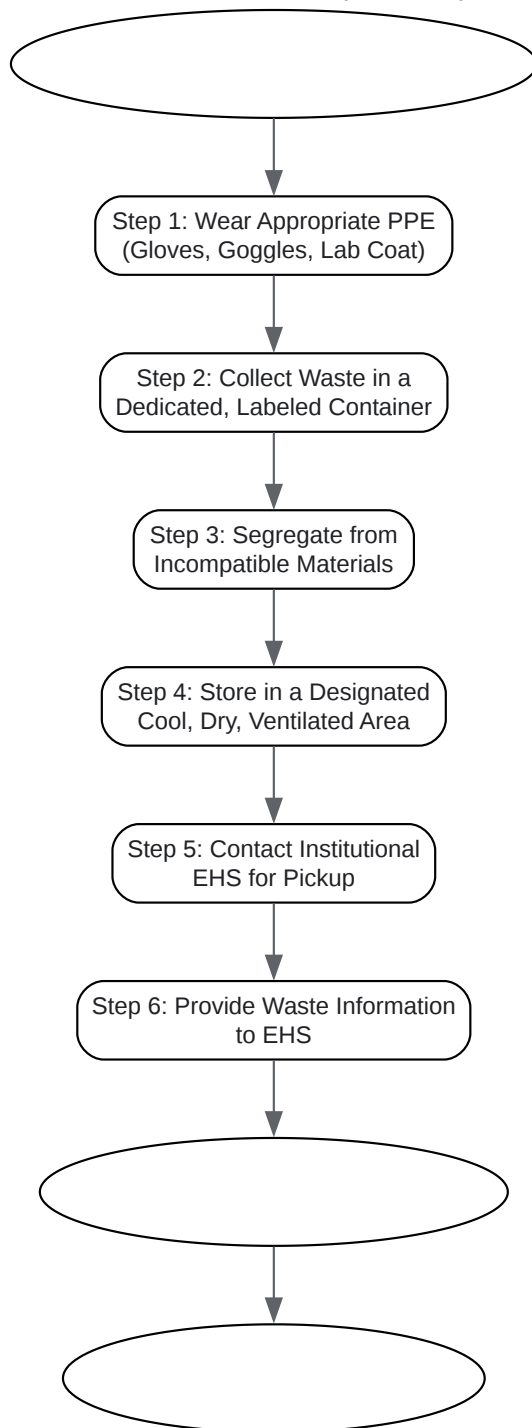 Step 1: Wear Appropriate PPE
(Gloves, Goggles, Lab Coat)
Step 2: Collect Waste in a
Dedicated, Labeled Container
Step 3: Segregate from
Incompatible Materials
Step 4: Store in a Designated
Cool, Dry, Ventilated Area
Step 5: Contact Institutional
EHS for Pickup
Step 6: Provide Waste Information
to EHS